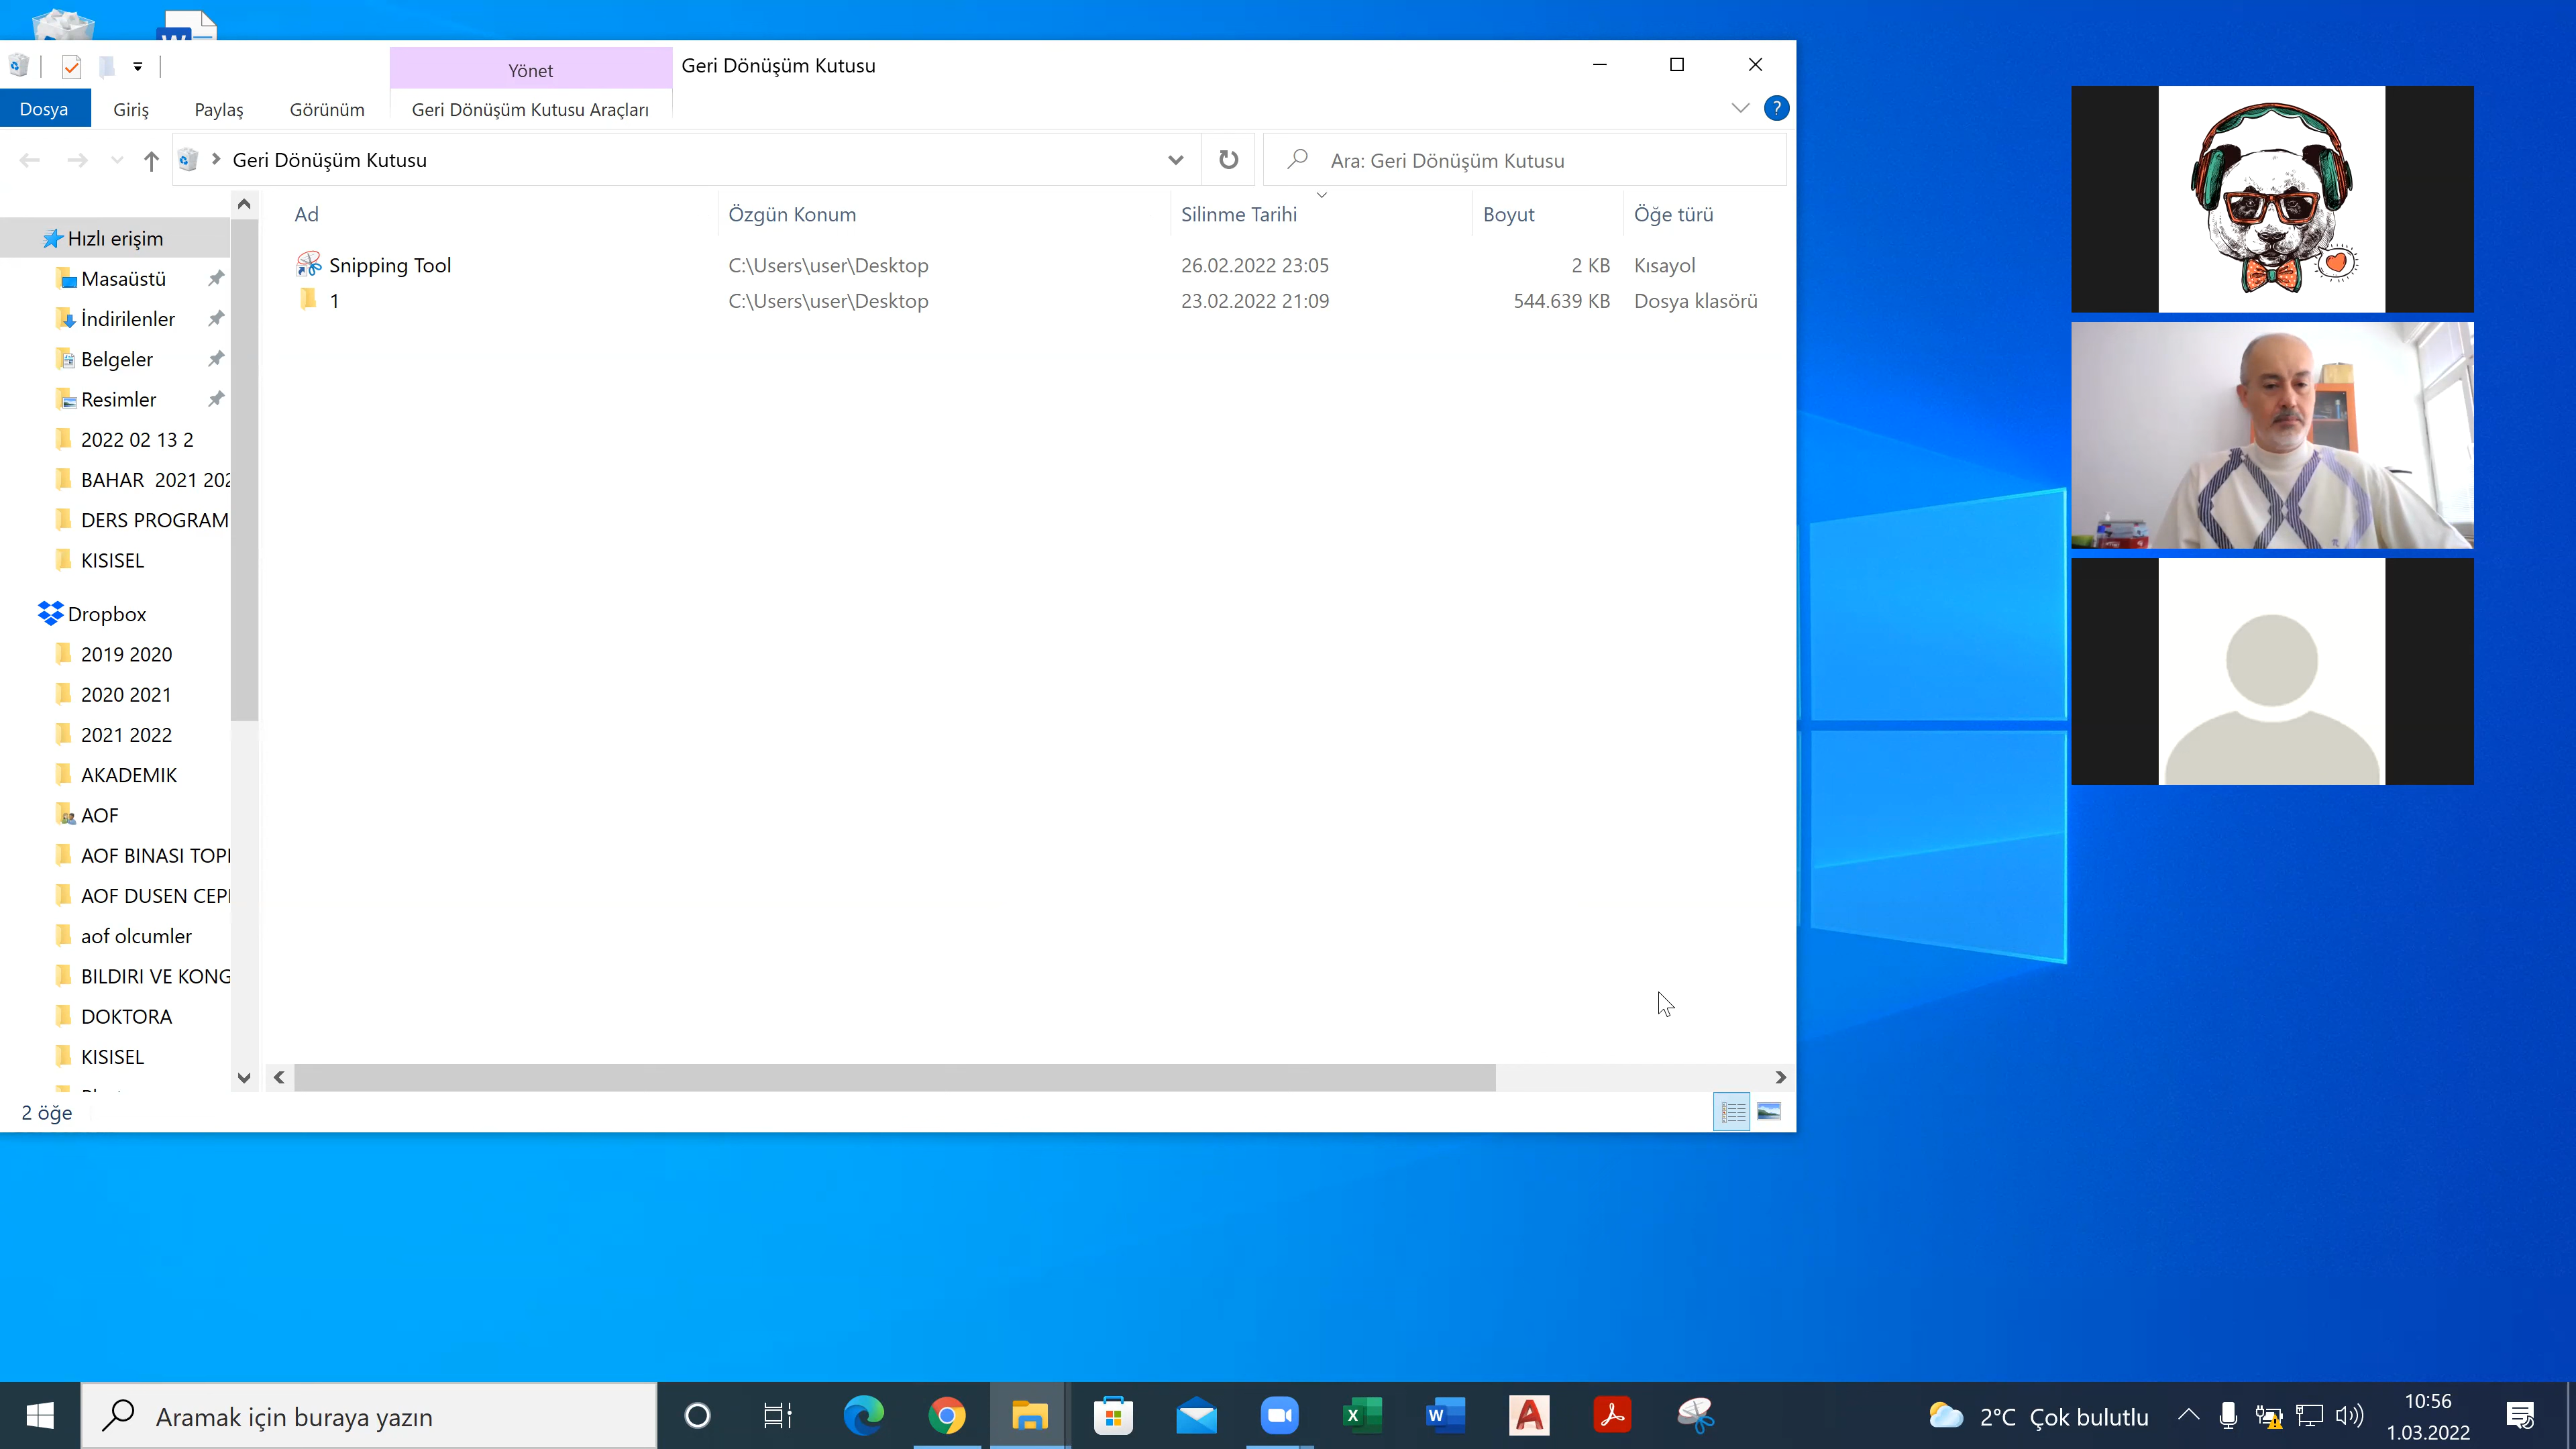 Yönet
Geri Dönüşüm Kutusu
Dosya
Giriş
Paylaş
Görünüm
Geri Dönüşüm Kutusu Araçları
?
Geri Dönüşüm Kutusu
Ara: Geri Dönüşüm Kutusu
Ad
Özgün Konum
Silinme Tarihi
Boyut
Öğe türü
Snipping Tool
C:\Users\user\Desktop
26.02.2022 23:05
2 KB
Kısayol
1
C:\Users\user\Desktop
23.02.2022 21:09
544.639 KB
Dosya klasörü
Hızlı erişim
Masaüstü
İndirilenler
Belgeler
Resimler
2022 02 13 2
BAHAR 2021 202
DERS PROGRAM
KISISEL
Dropbox
2019 2020
2020 2021
2021 2022
AKADEMIK
AOF
AOF BINASI TOPI
AOF DUSEN CEPI
aof olcumler
BILDIRI VE KONG
DOKTORA
KISISEL
2 öğe
Aramak için buraya yazın
2°C Çok bulutlu
10:56
1.03.2022